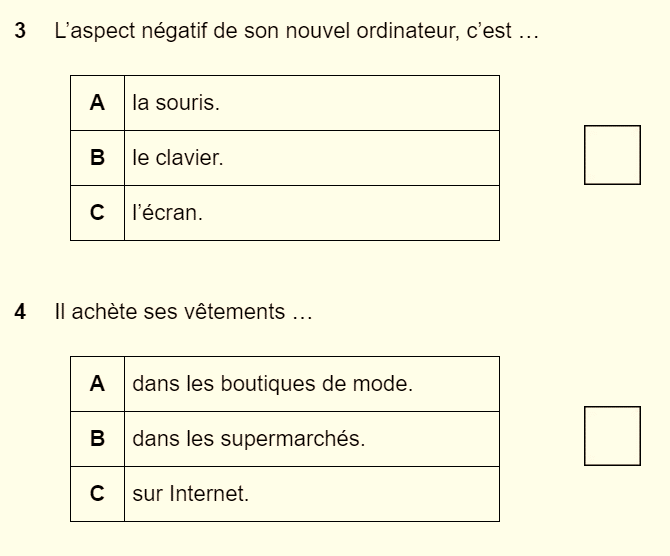 3 L’aspect négatif de son nouvel ordinateur, c’est …
A la souris.
B le clavier.
C l’écran.
4 Il achète ses vêtements …
A dans les boutiques de mode.
B dans les supermarchés.
C sur Internet.